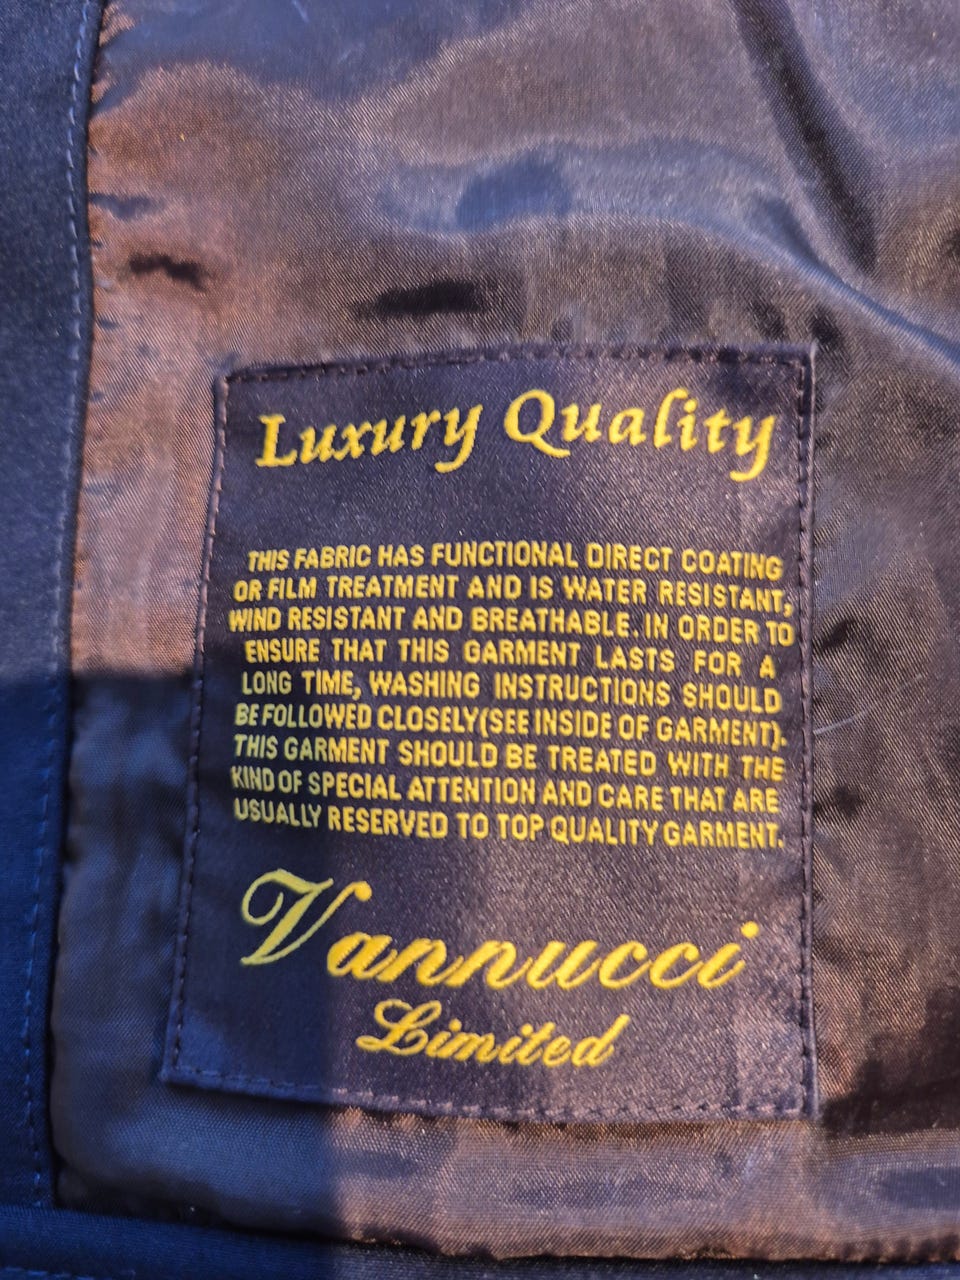 Luxury Quality
THIS FABRIC HAS FUNCTIONAL DIRECT COATING
OR FILM TREATMENT AND IS WATER RESISTANT,
WIND RESISTANT AND BREATHABLE. IN ORDER TO
ENSURE THAT THIS GARMENT LASTS FOR A
LONG TIME, WASHING INSTRUCTIONS SHOULD
BE FOLLOWED CLOSELY(SEE INSIDE OF GARMENT).
THIS GARMENT SHOULD BE TREATED WITH THE
KIND OF SPECIAL ATTENTION AND CARE THAT ARE
USUALLY RESERVED TO TOP QUALITY GARMENT.
Vannucci
Limited